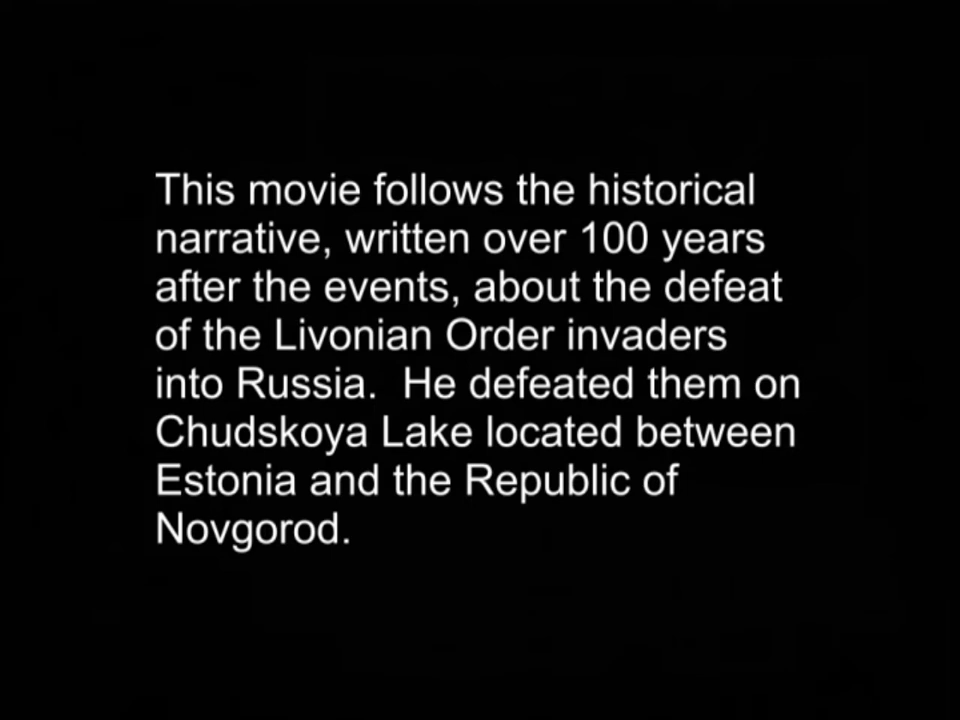 This movie follows the historical
narrative, written over 100 years
after the events, about the defeat
of the Livonian Order invaders
into Russia.  He defeated them on
Chudskoya Lake located between
Estonia and the Republic of
Novgorod.